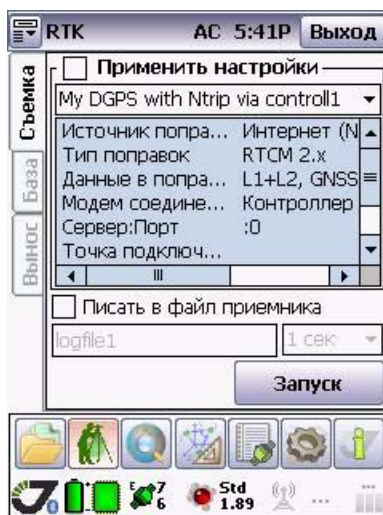 RTK AC 5:41P Выход
Съемка
База
Вынос
Применить настройки
My DGPS with Ntrip via controll1
Источник попра... Интернет (N
Тип поправок RTCM 2.x
Данные в попра... L1+L2, GNSS
Модем соедине... Контроллер
Сервер:Порт :0
Точка подключ...
Писать в файл приемника
logfile1 1 сек
Запуск
7
6
Std
1.89
...